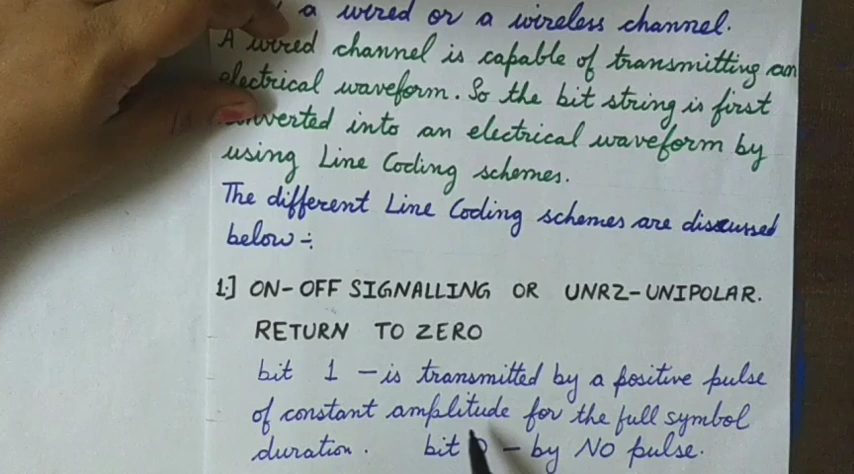 a wired or a wireless channel.
A wired channel is capable of transmitting an
electrical waveform. So the bit string is first
converted into an electrical waveform by
using Line Coding schemes.
The different Line Coding schemes are discussed
below÷
1.] ON-OFF SIGNALLING OR UNRZ-UNIPOLAR.
RETURN TO ZERO
bit 1 – is transmitted by a positive pulse
of constant amplitude for the full symbol
duration. bit 0 – by NO pulse.